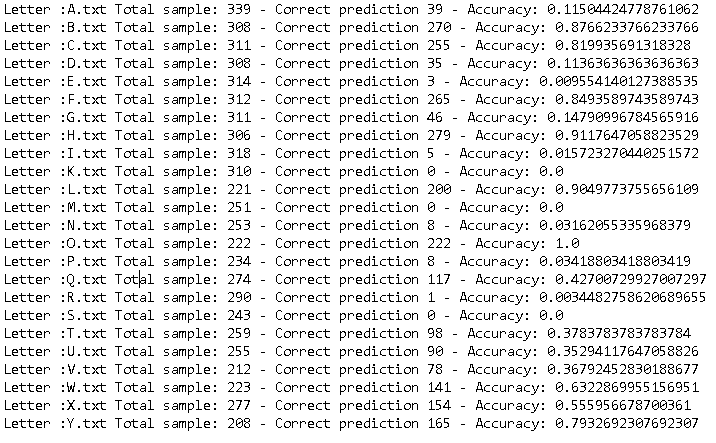 Letter :A.txt Total sample: 339 - Correct prediction 39 - Accuracy: 0.11504424778761062
Letter :B.txt Total sample: 308 - Correct prediction 270 - Accuracy: 0.8766233766233766
Letter :C.txt Total sample: 311 - Correct prediction 255 - Accuracy: 0.819935691318328
Letter :D.txt Total sample: 308 - Correct prediction 35 - Accuracy: 0.11363636363636363
Letter :E.txt Total sample: 314 - Correct prediction 3 - Accuracy: 0.009554140127388535
Letter :F.txt Total sample: 312 - Correct prediction 265 - Accuracy: 0.8493589743589743
Letter :G.txt Total sample: 311 - Correct prediction 46 - Accuracy: 0.14790996784565916
Letter :H.txt Total sample: 306 - Correct prediction 279 - Accuracy: 0.9117647058823529
Letter :I.txt Total sample: 318 - Correct prediction 5 - Accuracy: 0.015723270440251572
Letter :K.txt Total sample: 310 - Correct prediction 0 - Accuracy: 0.0
Letter :L.txt Total sample: 221 - Correct prediction 200 - Accuracy: 0.9049773755656109
Letter :M.txt Total sample: 251 - Correct prediction 0 - Accuracy: 0.0
Letter :N.txt Total sample: 253 - Correct prediction 8 - Accuracy: 0.03162055335968379
Letter :O.txt Total sample: 222 - Correct prediction 222 - Accuracy: 1.0
Letter :P.txt Total sample: 234 - Correct prediction 8 - Accuracy: 0.03418803418803419
Letter :Q.txt Total sample: 274 - Correct prediction 117 - Accuracy: 0.42700729927007297
Letter :R.txt Total sample: 290 - Correct prediction 1 - Accuracy: 0.0034482758620689655
Letter :S.txt Total sample: 243 - Correct prediction 0 - Accuracy: 0.0
Letter :T.txt Total sample: 259 - Correct prediction 98 - Accuracy: 0.3783783783783784
Letter :U.txt Total sample: 255 - Correct prediction 90 - Accuracy: 0.35294117647058826
Letter :V.txt Total sample: 212 - Correct prediction 78 - Accuracy: 0.36792452830188677
Letter :W.txt Total sample: 223 - Correct prediction 141 - Accuracy: 0.6322869955156951
Letter :X.txt Total sample: 277 - Correct prediction 154 - Accuracy: 0.555956678700361
Letter :Y.txt Total sample: 208 - Correct prediction 165 - Accuracy: 0.7932692307692307